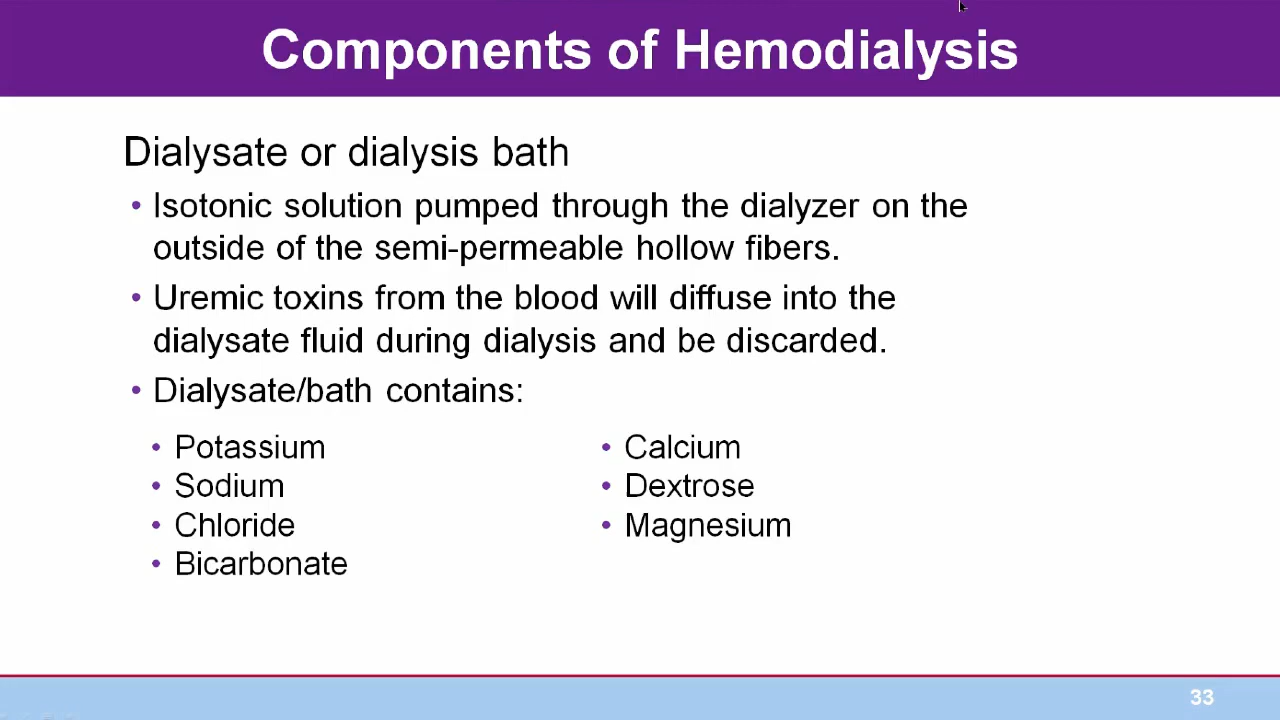 Components of Hemodialysis
Dialysate or dialysis bath
• Isotonic solution pumped through the dialyzer on the
outside of the semi-permeable hollow fibers.
• Uremic toxins from the blood will diffuse into the
dialysate fluid during dialysis and be discarded.
• Dialysate/bath contains:
• Potassium
• Sodium
• Chloride
• Bicarbonate
• Calcium
• Dextrose
• Magnesium
33